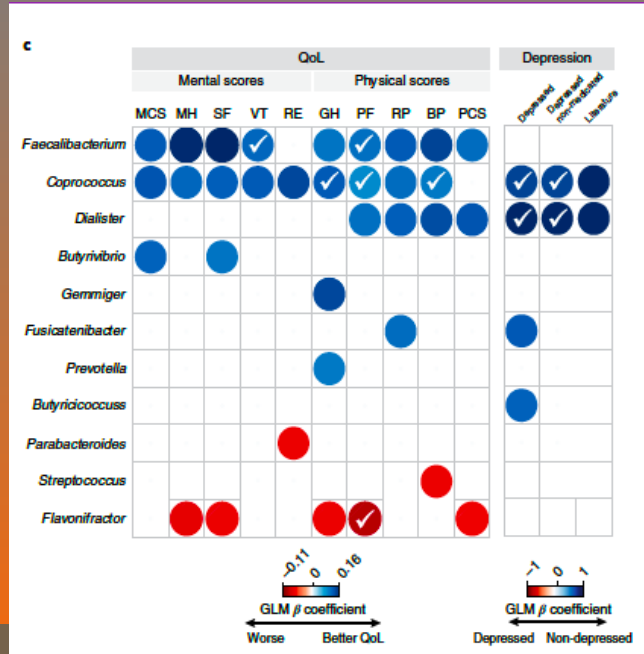 c
QoL
Depression
Mental scores
Physical scores
MCS MH SF VT RE GH PF RP BP PCS
Depressed
Depressed non-medicated
Literature
Faecalibacterium
Coprococcus
Dialister
Butyrivibrio
Gemmiger
Fusicatenibacter
Prevotella
Butyricicoccuss
Parabacteroides
Streptococcus
Flavonifractor
–0.11 0 0.16
GLM β coefficient
Worse Better QoL
–1 0 1
GLM β coefficient
Depressed Non-depressed